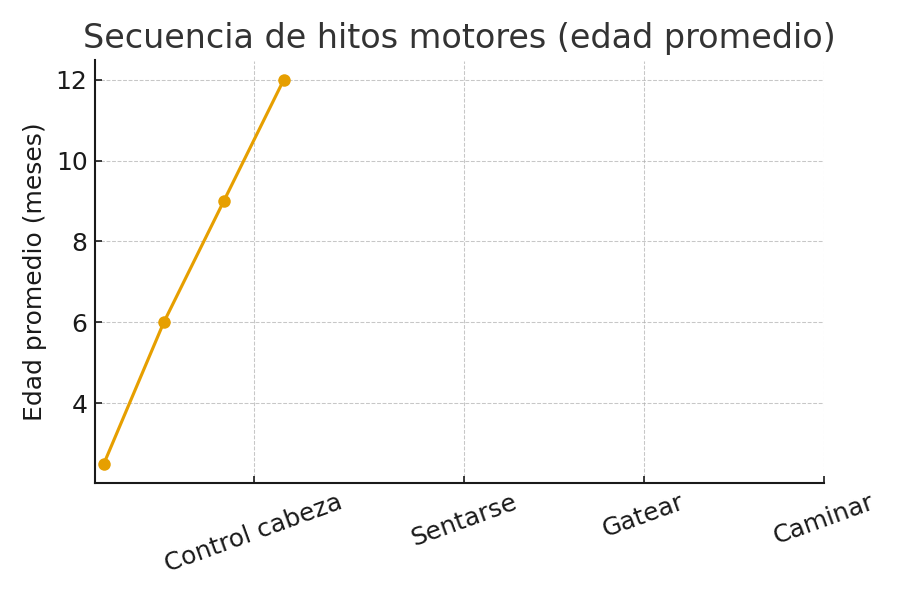 Secuencia de hitos motores (edad promedio)
Edad promedio (meses)
12
10
8
6
4
Control cabeza
Sentarse
Gatear
Caminar